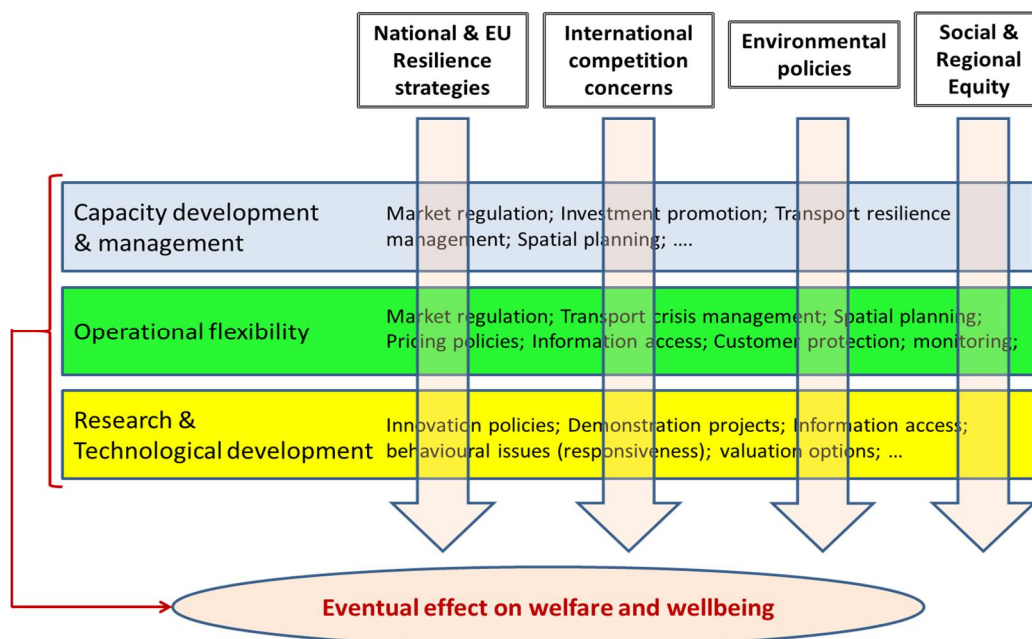 National & EU
Resilience
strategies
International
competition
concerns
Environmental
policies
Social &
Regional
Equity
Capacity development
& management
Market regulation; Investment promotion; Transport resilience
management; Spatial planning; ....
Operational flexibility
Market regulation; Transport crisis management; Spatial planning;
Pricing policies; Information access; Customer protection; monitoring;
Research &
Technological development
Innovation policies; Demonstration projects; Information access;
behavioural issues (responsiveness); valuation options; ...
Eventual effect on welfare and wellbeing